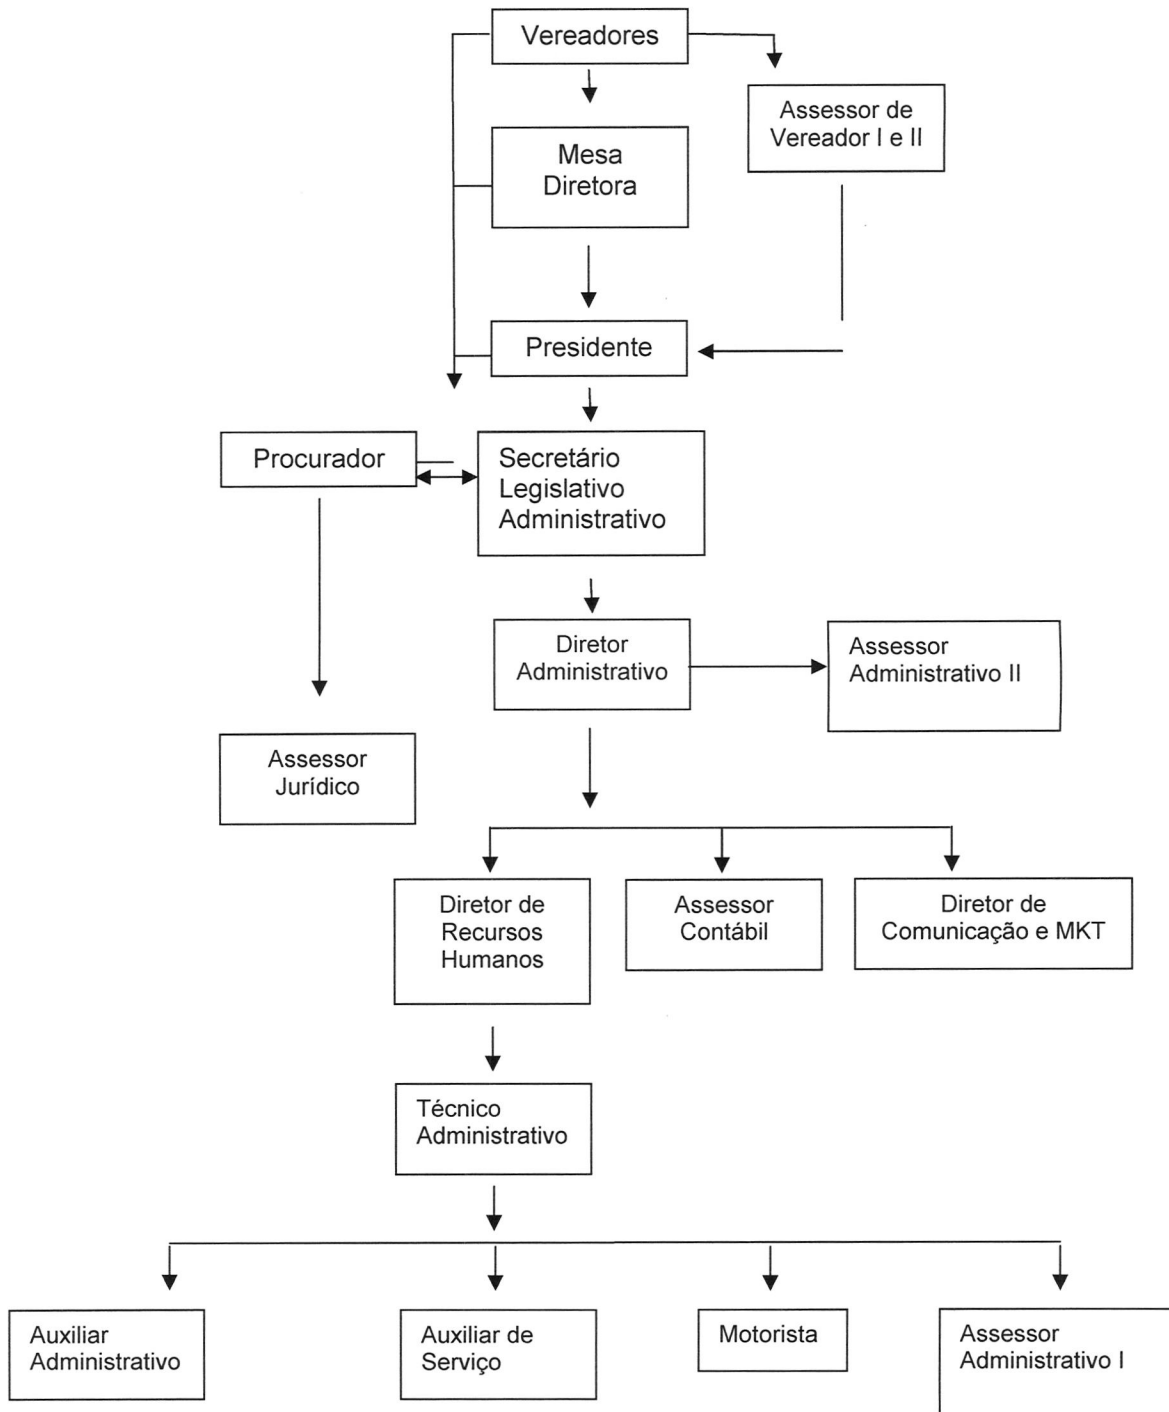 Vereadores
Assessor de
Vereador I e II
Mesa
Diretora
Presidente
Procurador
Secretário
Legislativo
Administrativo
Diretor
Administrativo
Assessor
Administrativo II
Assessor
Jurídico
Diretor de
Recursos
Humanos
Assessor
Contábil
Diretor de
Comunicação e MKT
Técnico
Administrativo
Auxiliar
Administrativo
Auxiliar de
Serviço
Motorista
Assessor
Administrativo I